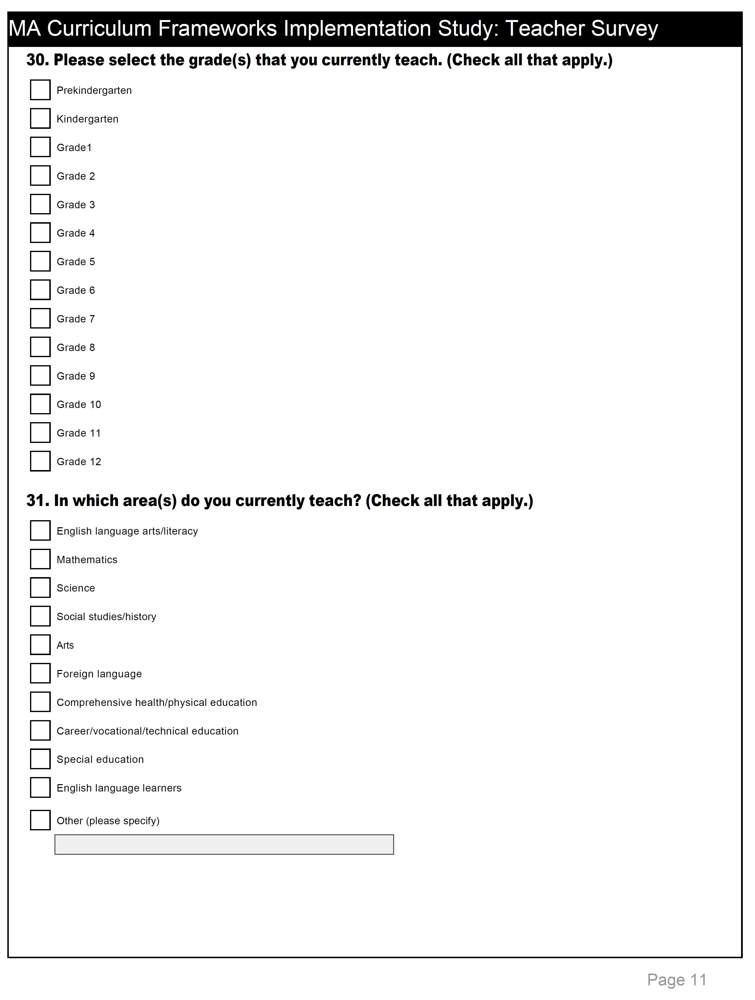 MA Curriculum Frameworks Implementation Study: Teacher Survey
30. Please select the grade(s) that you currently teach. (Check all that apply.)
Prekindergarten
Kindergarten
Grade1
Grade 2
Grade 3
Grade 4
Grade 5
Grade 6
Grade 7
Grade 8
Grade 9
Grade 10
Grade 11
Grade 12
31. In which area(s) do you currently teach? (Check all that apply.)
English language arts/literacy
Mathematics
Science
Social studies/history
Arts
Foreign language
Comprehensive health/physical education
Career/vocational/technical education
Special education
English language learners
Other (please specify)
Page 11